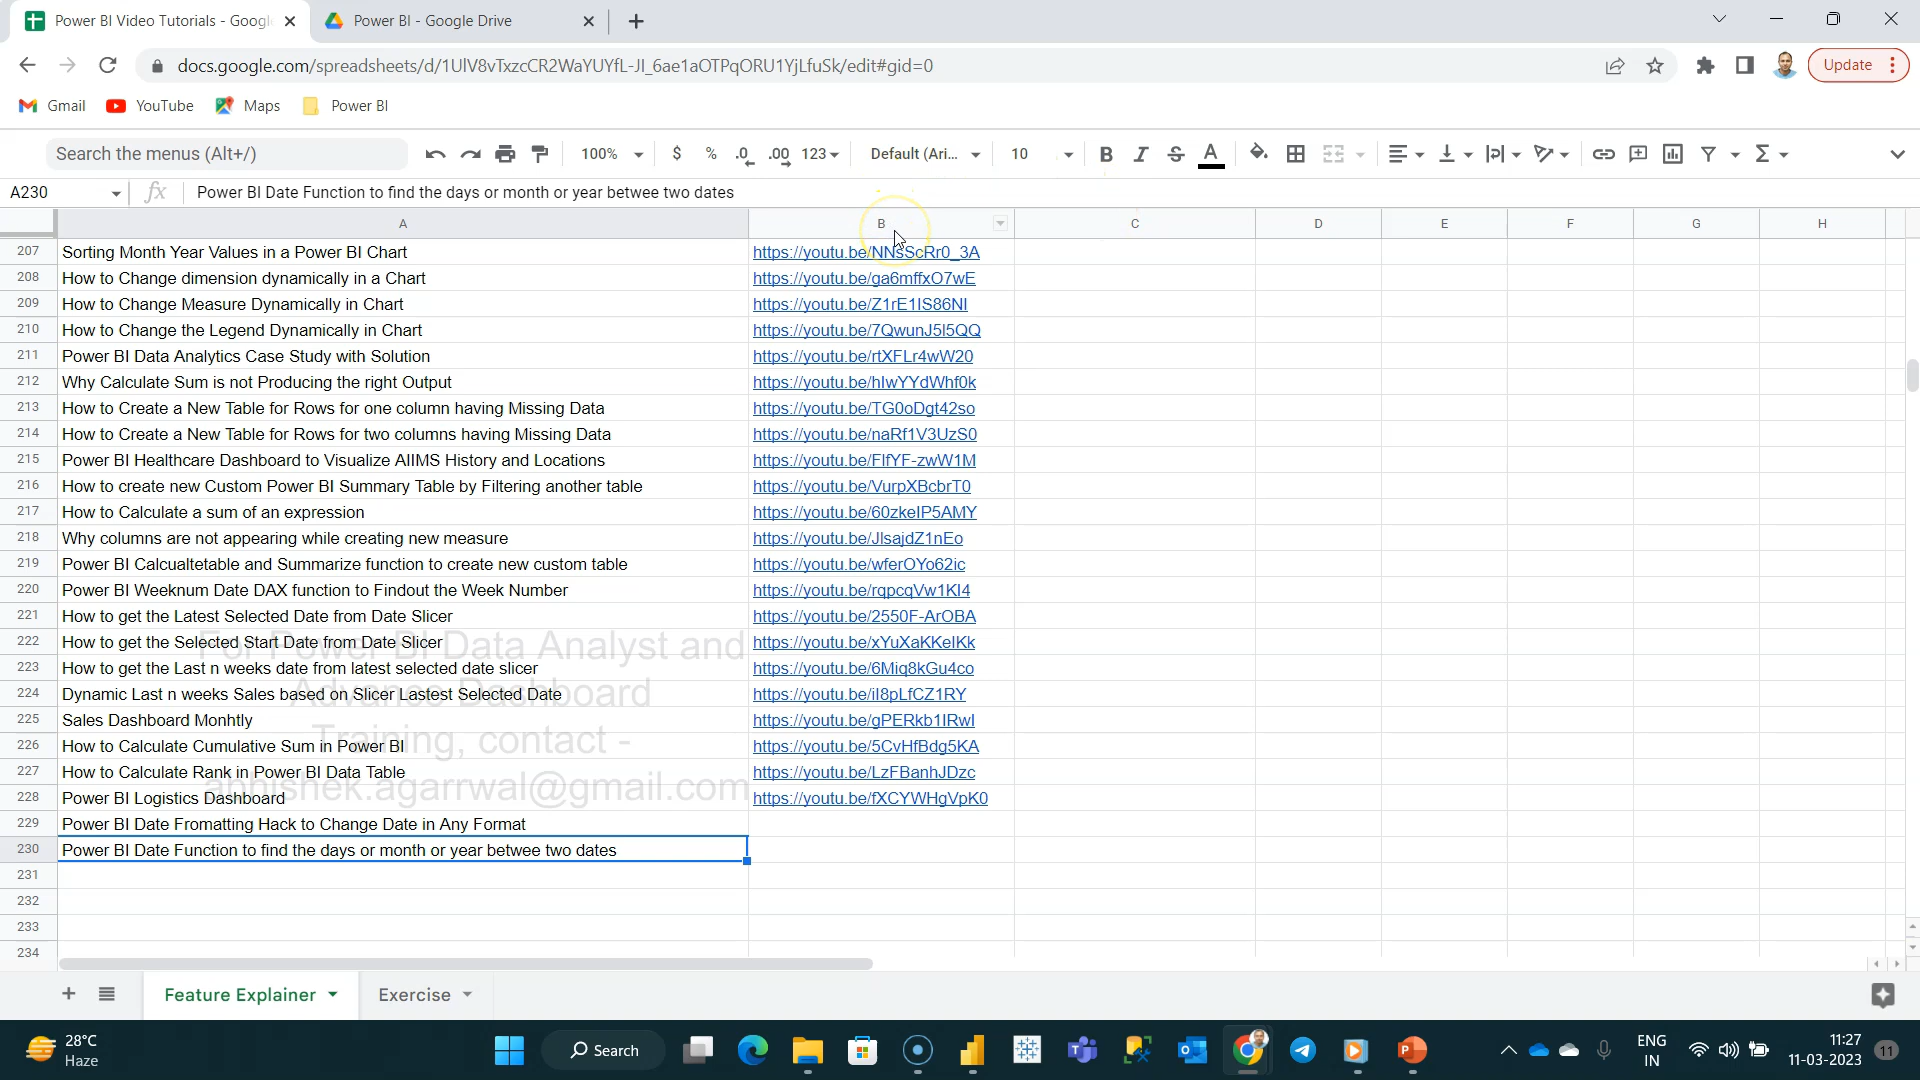 Power BI Video Tutorials - Googl
Power BI - Google Drive
docs.google.com/spreadsheets/d/1UlV8vTxzcCR2WaYUYfL-JI_6ae1aOTPqORU1YjLfuSk/edit#gid=0
Update
Gmail YouTube Maps Power BI
Search the menus (Alt+/) 100% $ % .0 .00 123 Default (Ari... 10 B I S A
A230 fx Power BI Date Function to find the days or month or year betwee two dates
A B C D E F G H
207 Sorting Month Year Values in a Power BI Chart https://youtu.be/NNsScRr0_3A
208 How to Change dimension dynamically in a Chart https://youtu.be/ga6mffxO7wE
209 How to Change Measure Dynamically in Chart https://youtu.be/Z1rE1IS86NI
210 How to Change the Legend Dynamically in Chart https://youtu.be/7QwunJ5I5QQ
211 Power BI Data Analytics Case Study with Solution https://youtu.be/rtXFLr4wW20
212 Why Calculate Sum is not Producing the right Output https://youtu.be/hlwYYdWhf0k
213 How to Create a New Table for Rows for one column having Missing Data https://youtu.be/TG0oDgt42so
214 How to Create a New Table for Rows for two columns having Missing Data https://youtu.be/naRf1V3UzS0
215 Power BI Healthcare Dashboard to Visualize AIIMS History and Locations https://youtu.be/FIfYF-zwW1M
216 How to create new Custom Power BI Summary Table by Filtering another table https://youtu.be/VurpXBcbrT0
217 How to Calculate a sum of an expression https://youtu.be/60zkelP5AMY
218 Why columns are not appearing while creating new measure https://youtu.be/JlsajdZ1nEo
219 Power BI Calcualtetable and Summarize function to create new custom table https://youtu.be/wferOYo62ic
220 Power BI Weeknum Date DAX function to Findout the Week Number https://youtu.be/rqpcqVw1KI4
221 How to get the Latest Selected Date from Date Slicer https://youtu.be/2550F-ArOBA
222 How to get the Selected Start Date from Date Slicer https://youtu.be/xYuXaKKeIKk
223 How to get the Last n weeks date from latest selected date slicer https://youtu.be/6Miq8kGu4co
224 Dynamic Last n weeks Sales based on Slicer Lastest Selected Date https://youtu.be/iI8pLfCZ1RY
225 Sales Dashboard Monhtly https://youtu.be/gPERkb1IRwI
226 How to Calculate Cumulative Sum in Power BI https://youtu.be/5CvHfBdg5KA
227 How to Calculate Rank in Power BI Data Table https://youtu.be/LzFBanhJDzc
228 Power BI Logistics Dashboard https://youtu.be/fXCYWHgVpK0
229 Power BI Date Fromatting Hack to Change Date in Any Format
230 Power BI Date Function to find the days or month or year betwee two dates
231
232
233
234
For Power BI Data Analyst and
Advance Dashboard
Training, contact -
abhishek.agarrwal@gmail.com
Feature Explainer Exercise
28°C
Haze
Search
ENG
IN
11:27
11-03-2023
11